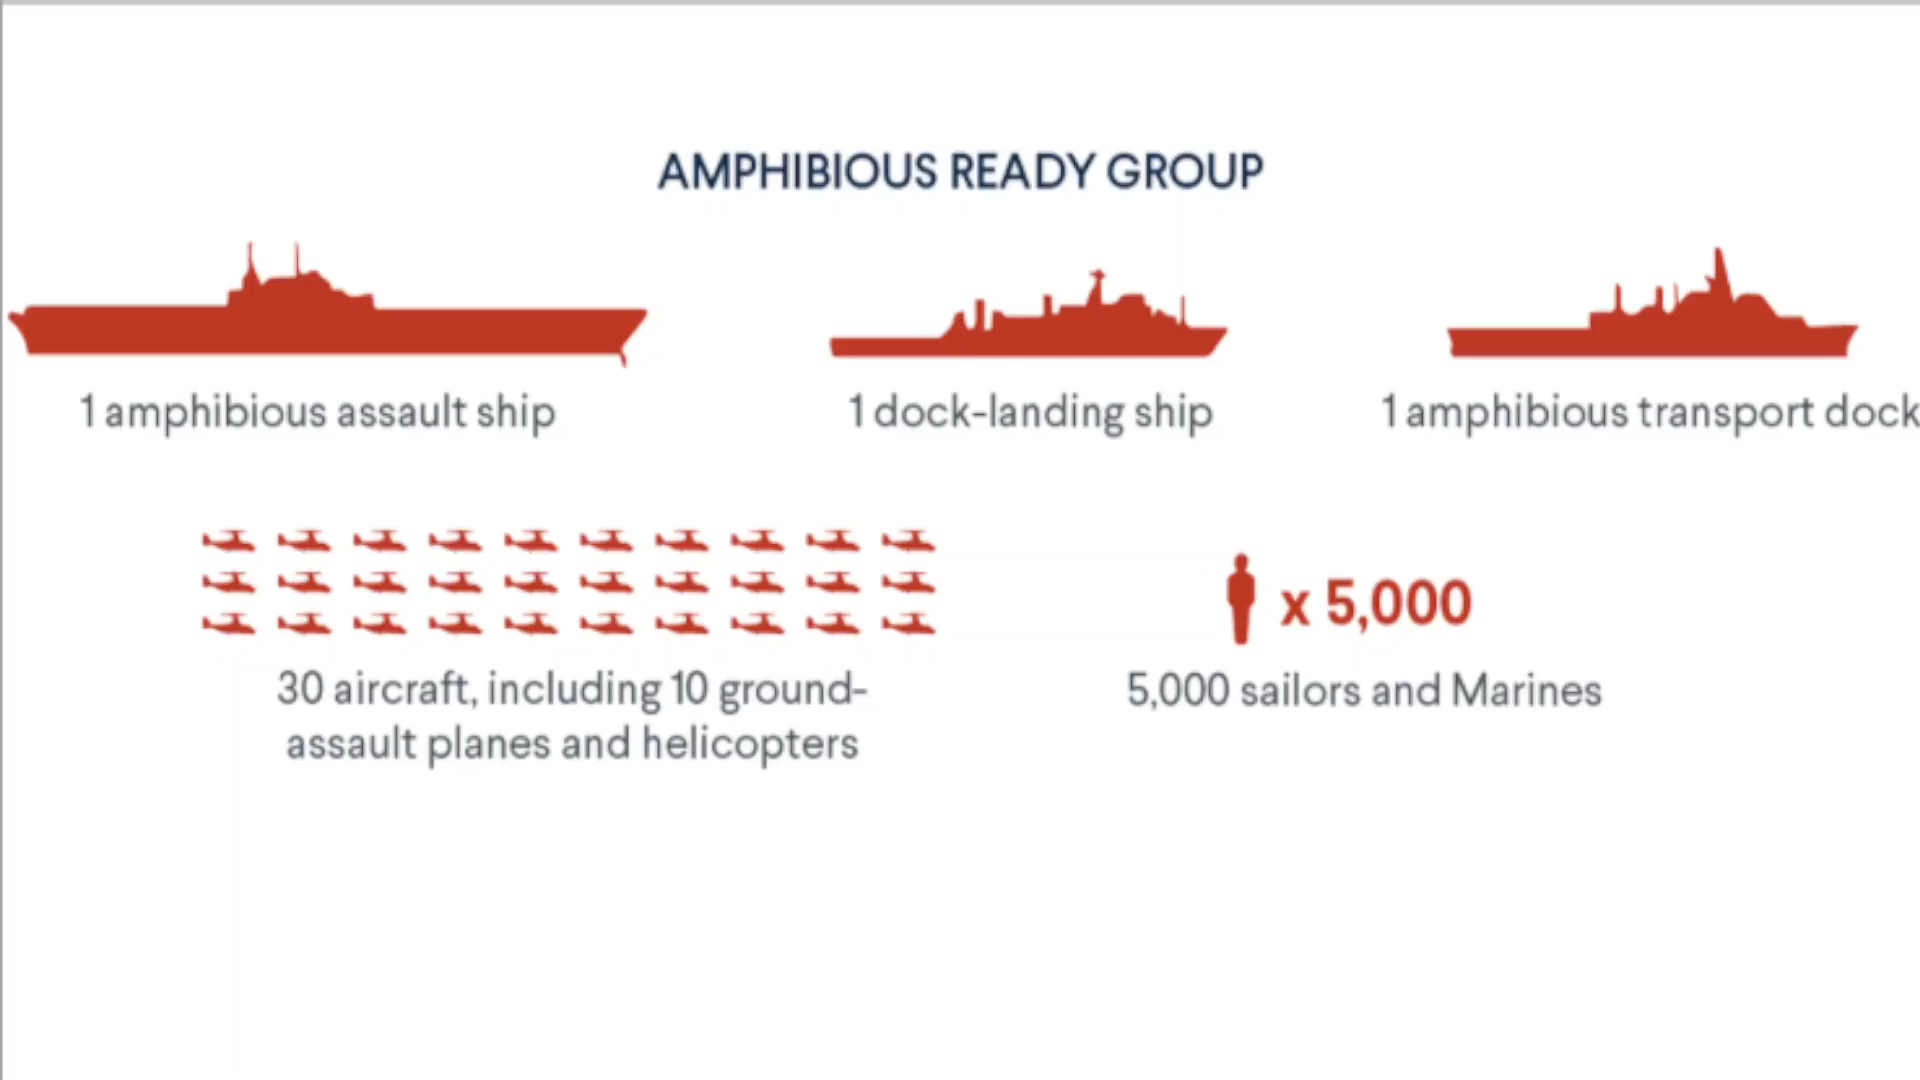 AMPHIBIOUS READY GROUP
1 amphibious assault ship
1 dock-landing ship
1 amphibious transport dock
30 aircraft, including 10 ground-
assault planes and helicopters
x 5,000
5,000 sailors and Marines